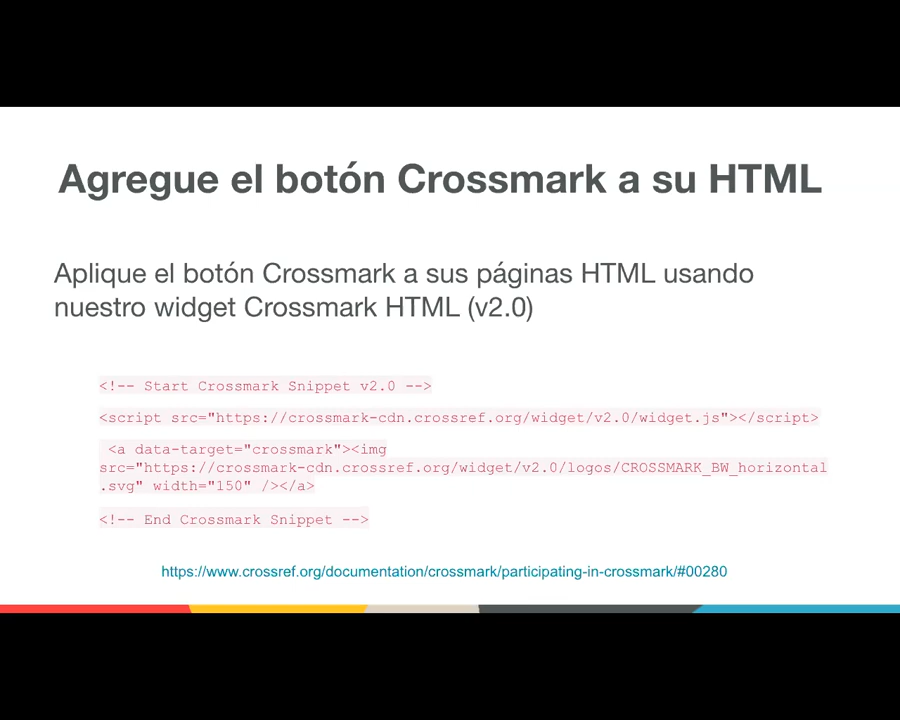 Agregue el botón Crossmark a su HTML
Aplique el botón Crossmark a sus páginas HTML usando
nuestro widget Crossmark HTML (v2.0)
<!-- Start Crossmark Snippet v2.0 -->
<script src="https://crossmark-cdn.crossref.org/widget/v2.0/widget.js"></script>
<a data-target="crossmark"><img
src="https://crossmark-cdn.crossref.org/widget/v2.0/logos/CROSSMARK_BW_horizontal
.svg" width="150" /></a>
<!-- End Crossmark Snippet -->
https://www.crossref.org/documentation/crossmark/participating-in-crossmark/#00280